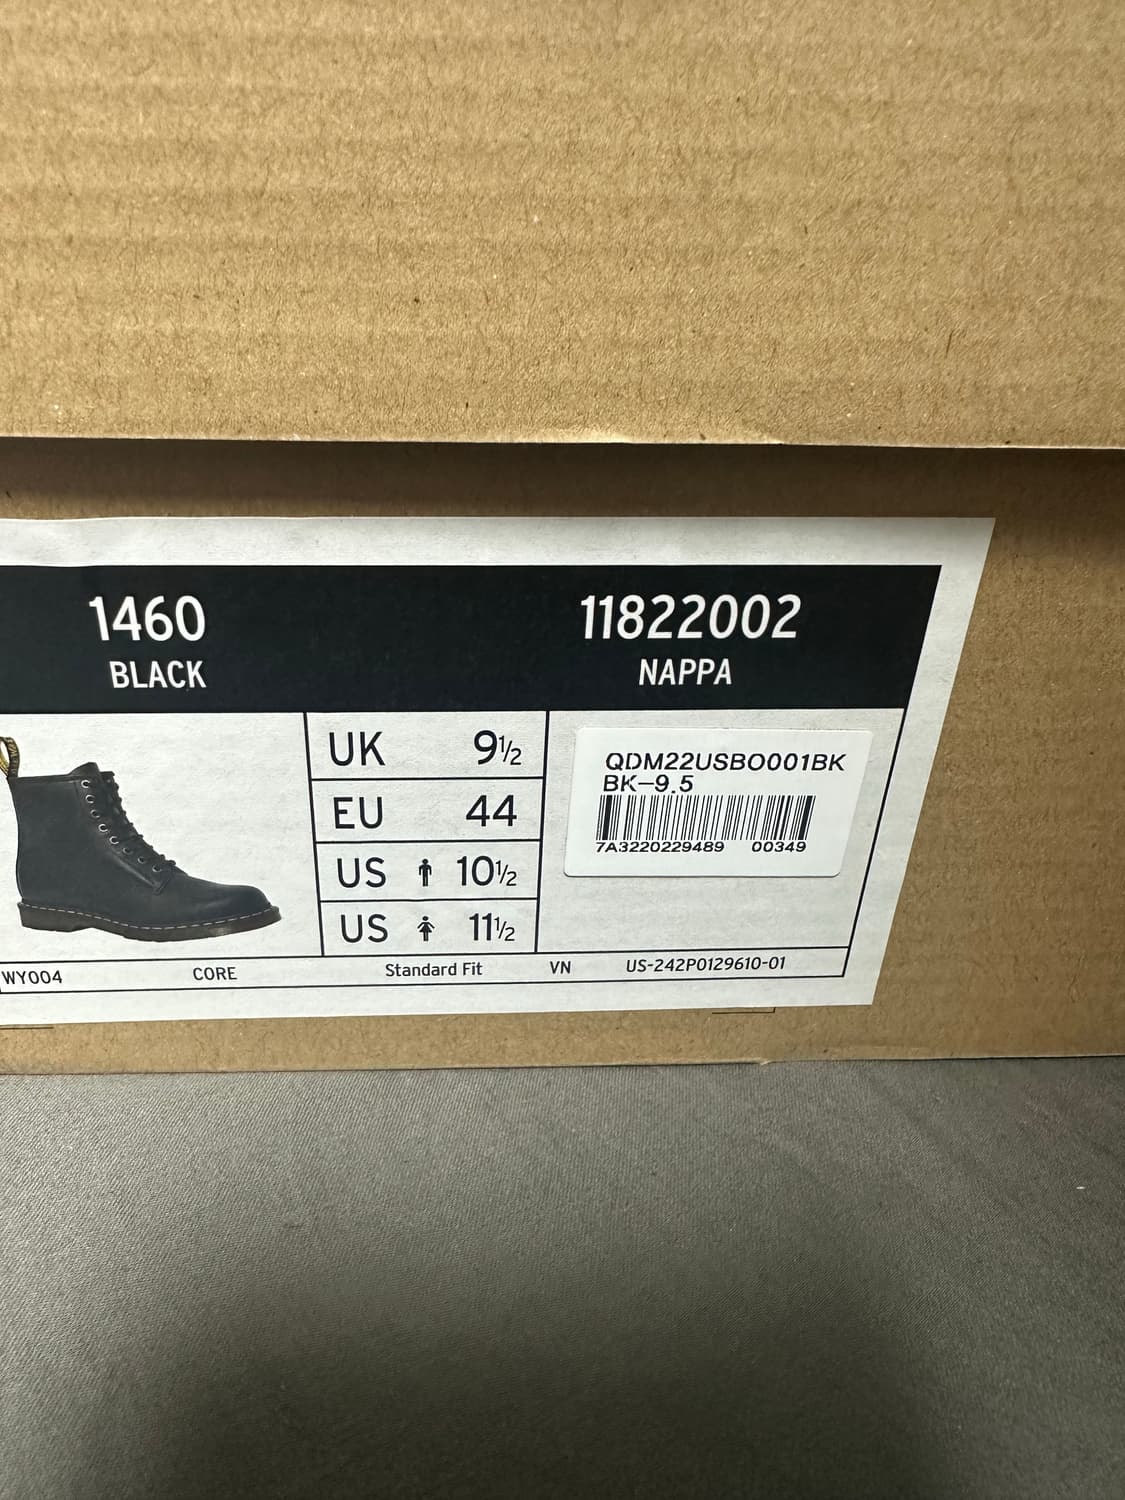 1460
BLACK
11822002
NAPPA
UK 9½
EU 44
US 10½
US 11½
QDM22USBO001BK
BK-9.5
7A3220229489 00349
WY004 CORE Standard Fit VN US-242P0129610-01